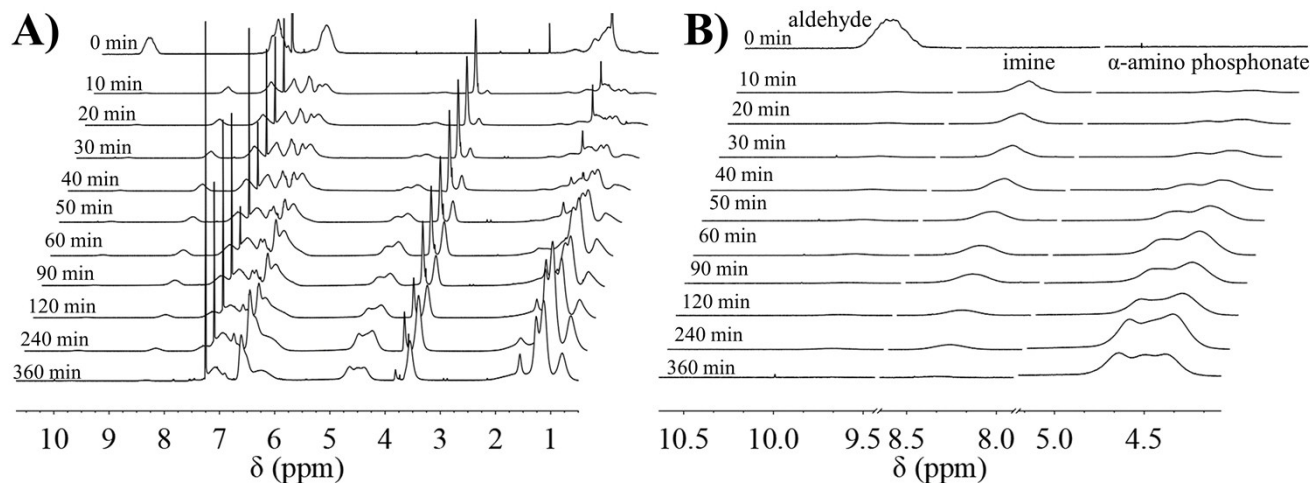 A)
0 min
10 min
20 min
30 min
40 min
50 min
60 min
90 min
120 min
240 min
360 min
10 9 8 7 6 5 4 3 2 1
δ (ppm)
B)
aldehyde
0 min
imine α-amino phosphonate
10 min
20 min
30 min
40 min
50 min
60 min
90 min
120 min
240 min
360 min
10.5 10.0 9.5 8.5 8.0 5.0 4.5
δ (ppm)